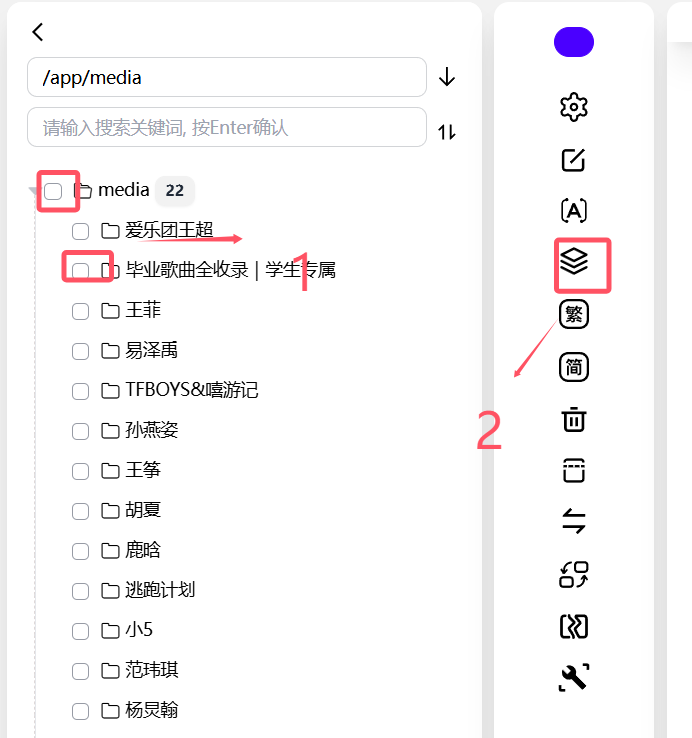 /app/media
请输入搜索关键词, 按Enter确认
media 22
爱乐团王超
毕业歌曲全收录 | 学生专属
1
王菲
易泽禹
TFBOYS&嘻游记
孙燕姿
王筝
胡夏
鹿晗
逃跑计划
小5
范玮琪
杨炅翰
A
繁
2
简